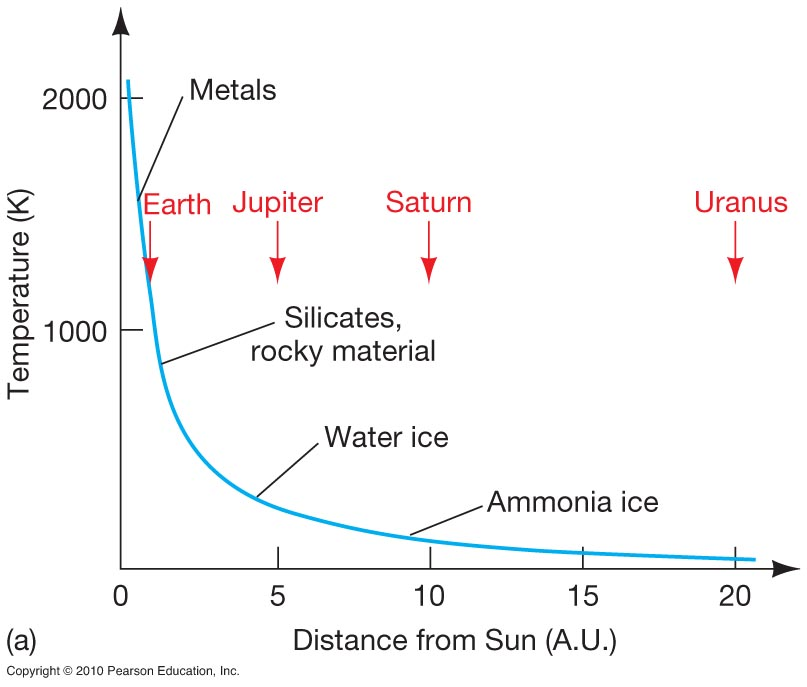 2000
Metals
Earth
Jupiter
Saturn
Uranus
Temperature (K)
1000
Silicates,
rocky material
Water ice
Ammonia ice
0
5
10
15
20
(a)
Distance from Sun (A.U.)
Copyright © 2010 Pearson Education, Inc.